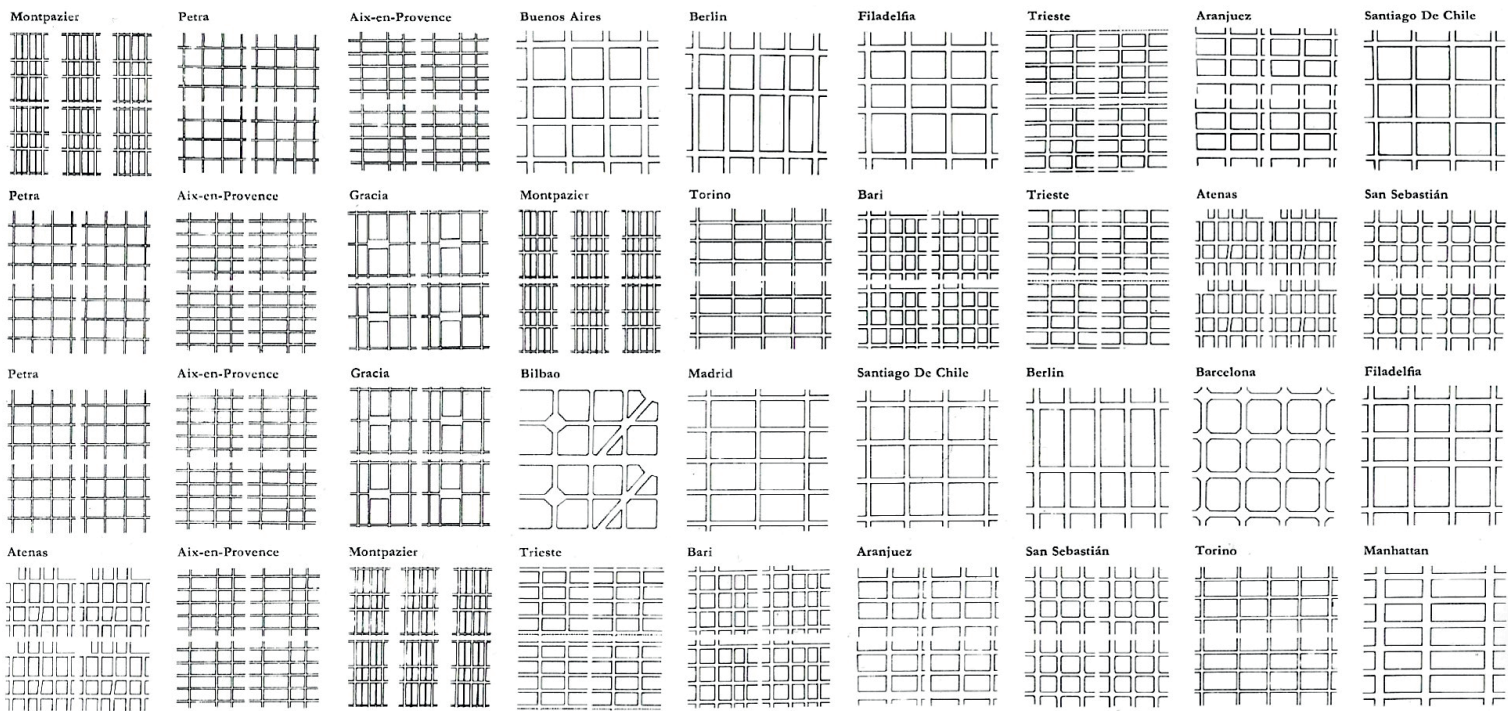 Montpazier Petra Aix-en-Provence Buenos Aires Berlin Filadelfia Trieste Aranjuez Santiago De Chile
Petra Aix-en-Provence Gracia Montpazier Torino Bari Trieste Atenas San Sebastián
Petra Aix-en-Provence Gracia Bilbao Madrid Santiago De Chile Berlin Barcelona Filadelfia
Atenas Aix-en-Provence Montpazier Trieste Bari Aranjuez San Sebastián Torino Manhattan